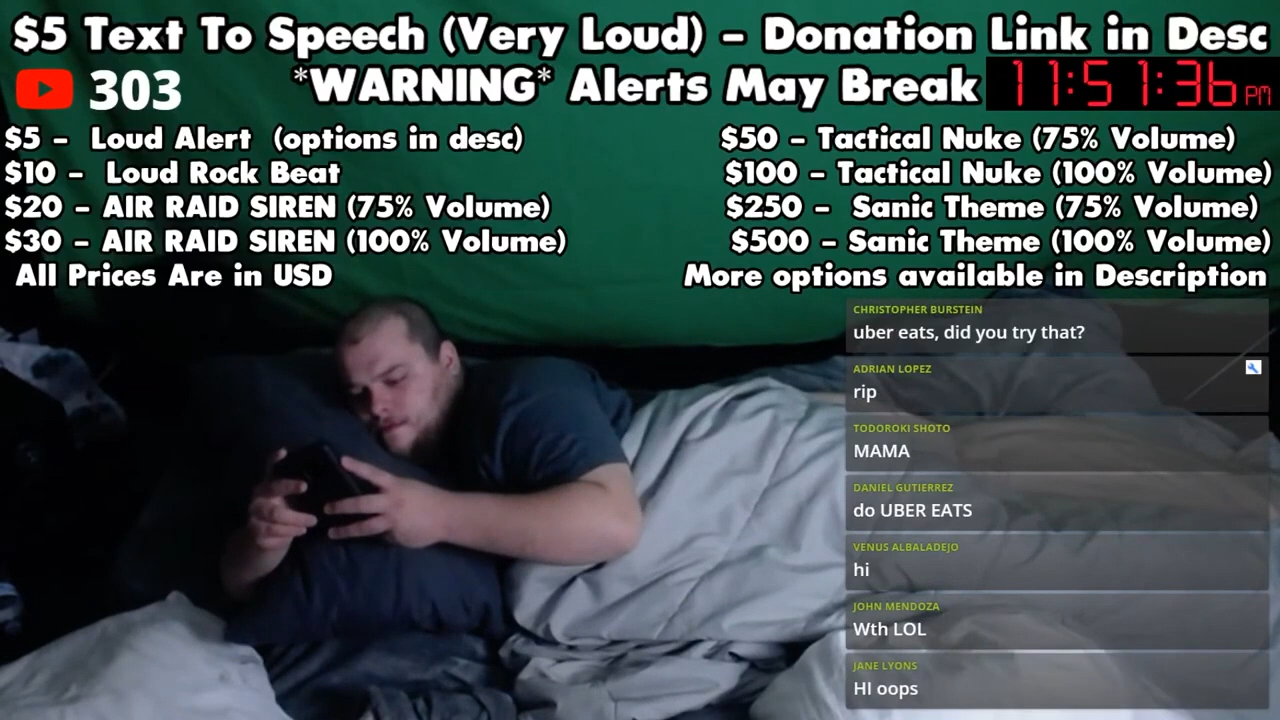 $5 Text To Speech (Very Loud) – Donation Link in Desc
303
*WARNING* Alerts May Break
11:51:36 PM
$5 – Loud Alert (options in desc)
$10 – Loud Rock Beat
$20 – AIR RAID SIREN (75% Volume)
$30 – AIR RAID SIREN (100% Volume)
All Prices Are in USD
$50 – Tactical Nuke (75% Volume)
$100 – Tactical Nuke (100% Volume)
$250 – Sanic Theme (75% Volume)
$500 – Sanic Theme (100% Volume)
More options available in Description
CHRISTOPHER BURSTEIN
uber eats, did you try that?
ADRIAN LOPEZ
rip
TODOROKI SHOTO
MAMA
DANIEL GUTIERREZ
do UBER EATS
VENUS ALBALADEJO
hi
JOHN MENDOZA
Wth LOL
JANE LYONS
HI oops